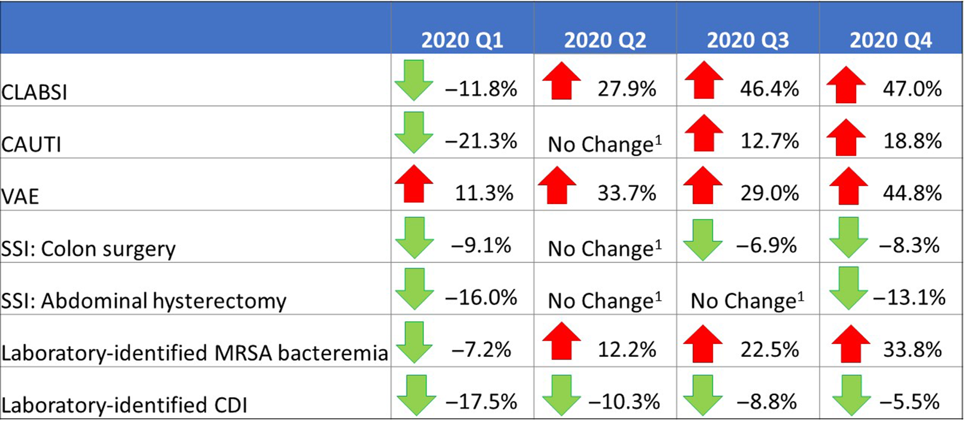 2020 Q1 2020 Q2 2020 Q3 2020 Q4
CLABSI −11.8% 27.9% 46.4% 47.0%
CAUTI −21.3% No Change¹ 12.7% 18.8%
VAE 11.3% 33.7% 29.0% 44.8%
SSI: Colon surgery −9.1% No Change¹ −6.9% −8.3%
SSI: Abdominal hysterectomy −16.0% No Change¹ No Change¹ −13.1%
Laboratory-identified MRSA bacteremia −7.2% 12.2% 22.5% 33.8%
Laboratory-identified CDI −17.5% −10.3% −8.8% −5.5%